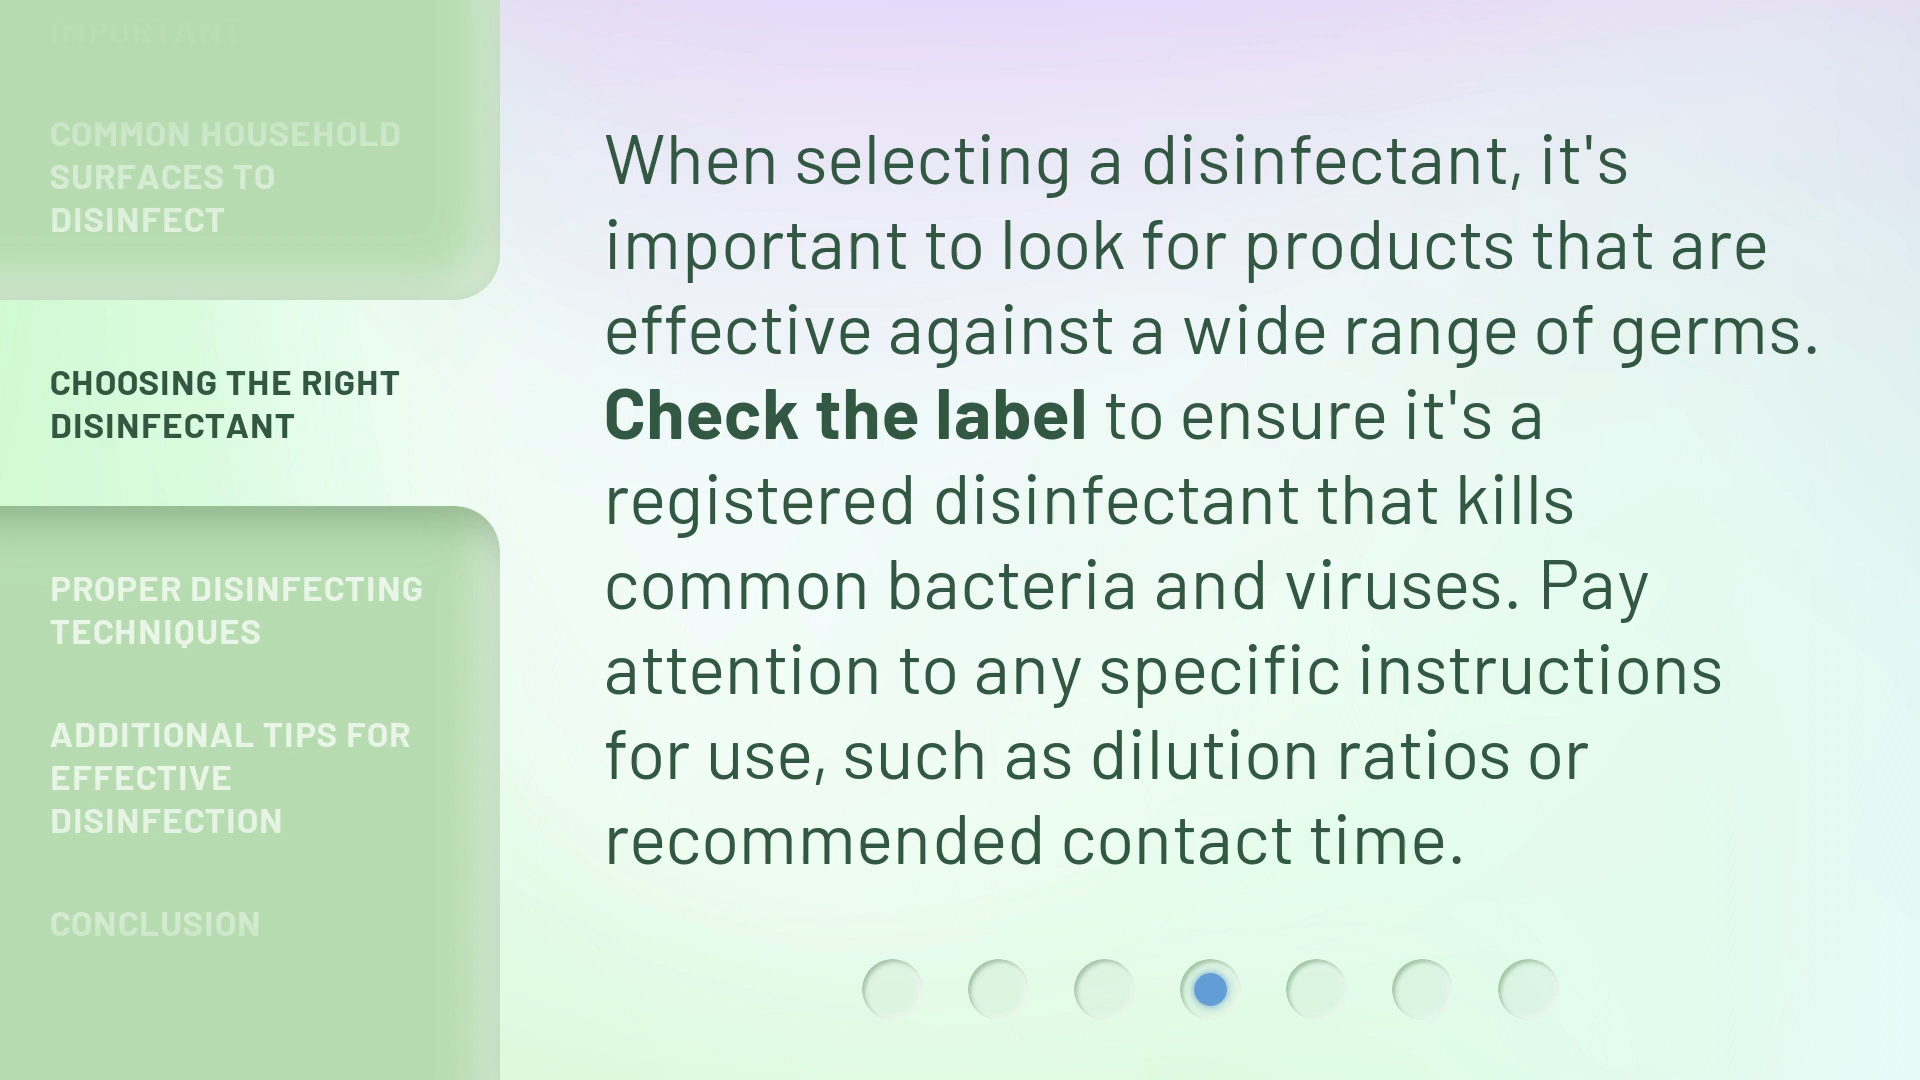 IMPORTANT
COMMON HOUSEHOLD
SURFACES TO
DISINFECT
CHOOSING THE RIGHT
DISINFECTANT
PROPER DISINFECTING
TECHNIQUES
ADDITIONAL TIPS FOR
EFFECTIVE
DISINFECTION
CONCLUSION
When selecting a disinfectant, it's
important to look for products that are
effective against a wide range of germs.
Check the label to ensure it's a
registered disinfectant that kills
common bacteria and viruses. Pay
attention to any specific instructions
for use, such as dilution ratios or
recommended contact time.